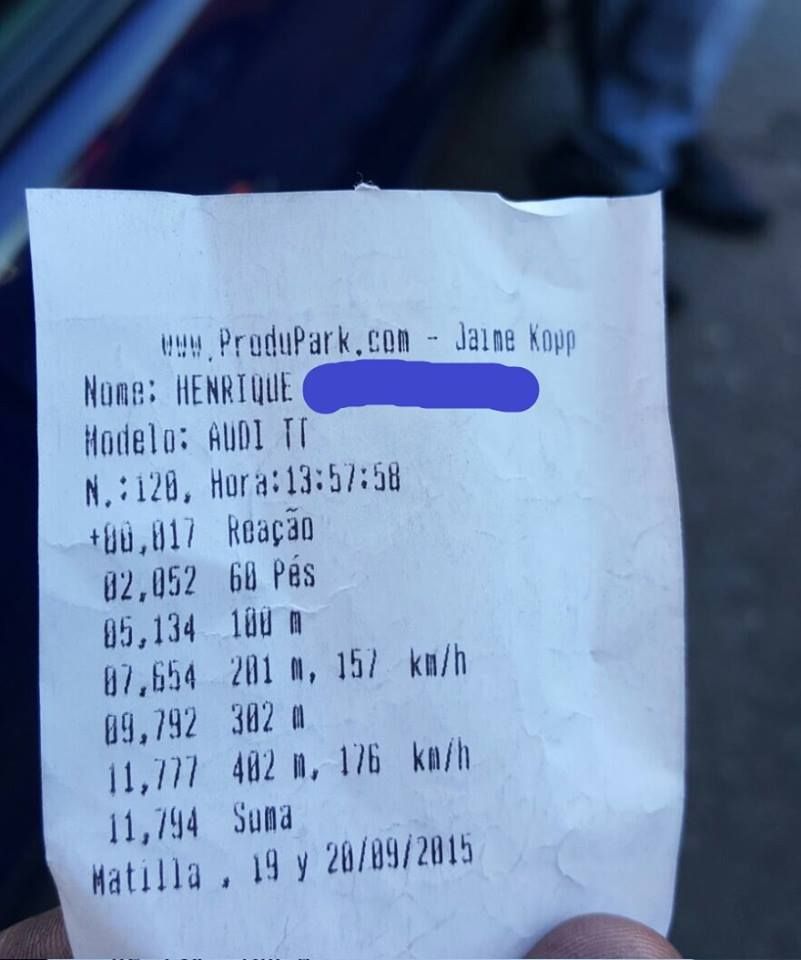 www.ProduPark.com - Jaime Kopp
Nome: HENRIQUE
Modelo: AUDI TT
N.:120, Hora:13:57:58
+00,017 Reação
02,052 60 Pés
05,134 100 m
07,654 201 m, 157 km/h
09,792 302 m
11,777 402 m, 176 km/h
11,794 Suma
Matilla , 19 y 20/09/2015